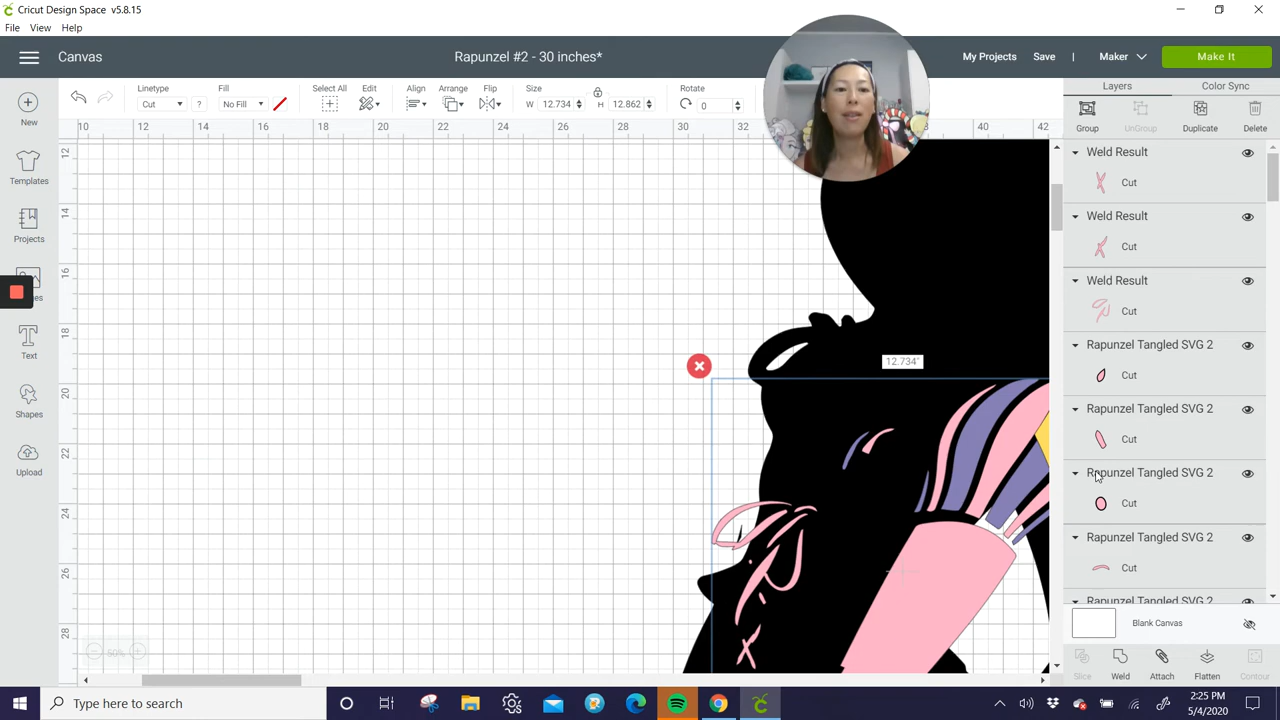 Cricut Design Space v5.8.15
File View Help
Canvas
Rapunzel #2 - 30 inches*
My Projects Save | Maker Make It
New
Templates
Projects
Text
Shapes
Upload
Linetype
Cut
?
Fill
No Fill
Select All
Edit
Align
Arrange
Flip
Size
W 12.734
H 12.862
Rotate
0
10 12 14 16 18 20 22 24 26 28 30 32 40 42
12
14
16
18
20
22
24
26
28
12.734"
50%
Layers Color Sync
Group UnGroup Duplicate Delete
Weld Result
Cut
Weld Result
Cut
Weld Result
Cut
Rapunzel Tangled SVG 2
Cut
Rapunzel Tangled SVG 2
Cut
Rapunzel Tangled SVG 2
Cut
Rapunzel Tangled SVG 2
Cut
Rapunzel Tangled SVG 2
Blank Canvas
Slice Weld Attach Flatten Contour
Type here to search
2:25 PM
5/4/2020